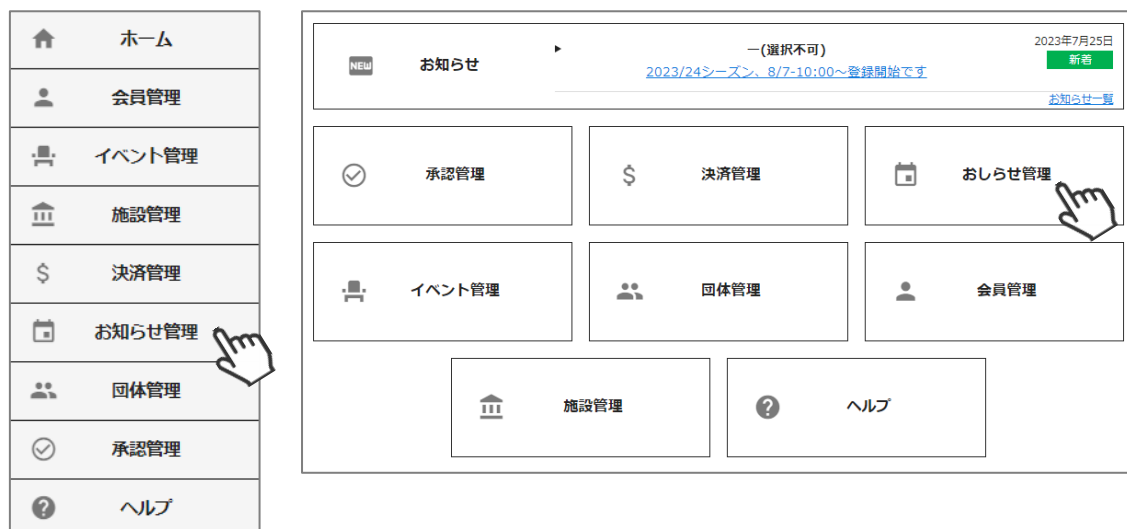 ホーム
会員管理
イベント管理
施設管理
決済管理
お知らせ管理
団体管理
承認管理
ヘルプ
NEW
お知らせ
ー(選択不可)
2023/24シーズン、8/7-10:00～登録開始です
2023年7月25日
新着
お知らせ一覧
承認管理
決済管理
おしらせ管理
イベント管理
団体管理
会員管理
施設管理
ヘルプ